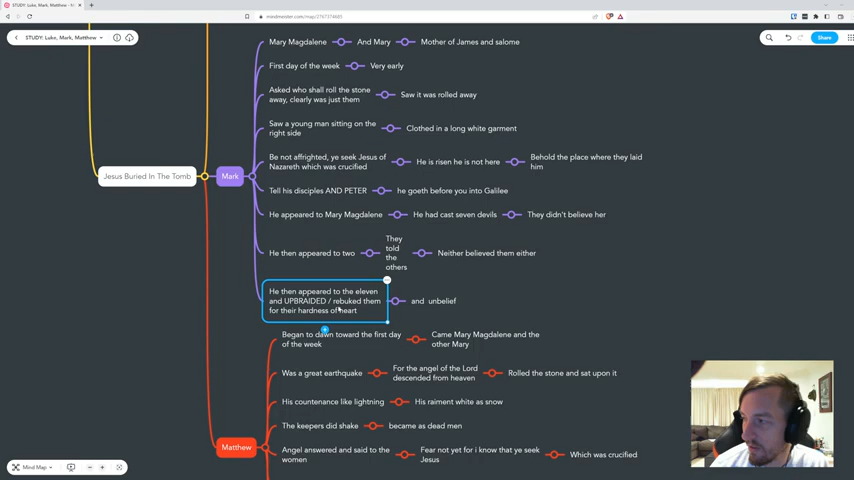 STUDY: Luke, Mark, Matthew - M
mindmeister.com/map/2767374685
STUDY: Luke, Mark, Matthew
Share
Mary Magdalene And Mary Mother of James and salome
First day of the week Very early
Asked who shall roll the stone
away, clearly was just them
Saw it was rolled away
Saw a young man sitting on the
right side
Clothed in a long white garment
Be not affrighted, ye seek Jesus of
Nazareth which was crucified
He is risen he is not here
Behold the place where they laid
him
Jesus Buried In The Tomb
Mark
Tell his disciples AND PETER he goeth before you into Galilee
He appeared to Mary Magdalene He had cast seven devils They didn't believe her
He then appeared to two
They
told
the
others
Neither believed them either
He then appeared to the eleven
and UPBRAIDED / rebuked them
for their hardness of heart
and unbelief
Began to dawn toward the first day
of the week
Came Mary Magdalene and the
other Mary
Was a great earthquake
For the angel of the Lord
descended from heaven
Rolled the stone and sat upon it
His countenance like lightning His raiment white as snow
The keepers did shake became as dead men
Matthew
Angel answered and said to the
women
Fear not yet for i know that ye seek
Jesus
Which was crucified
Mind Map